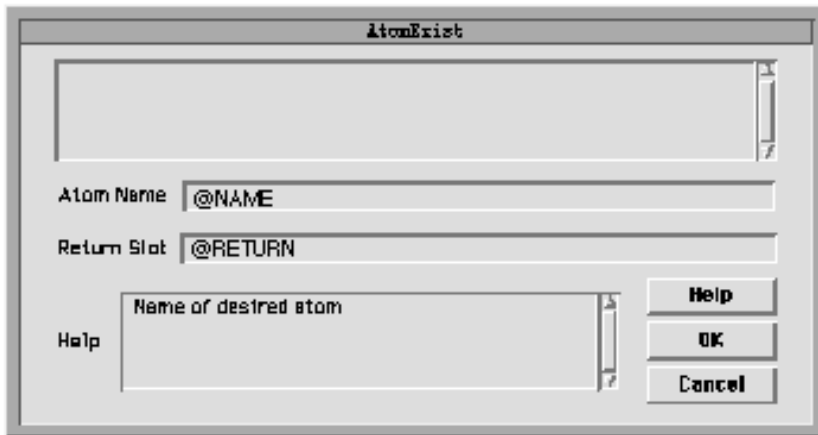 AtomExist
Atom Name @NAME
Return Slot @RETURN
Help Name of desired atom
Help
OK
Cancel